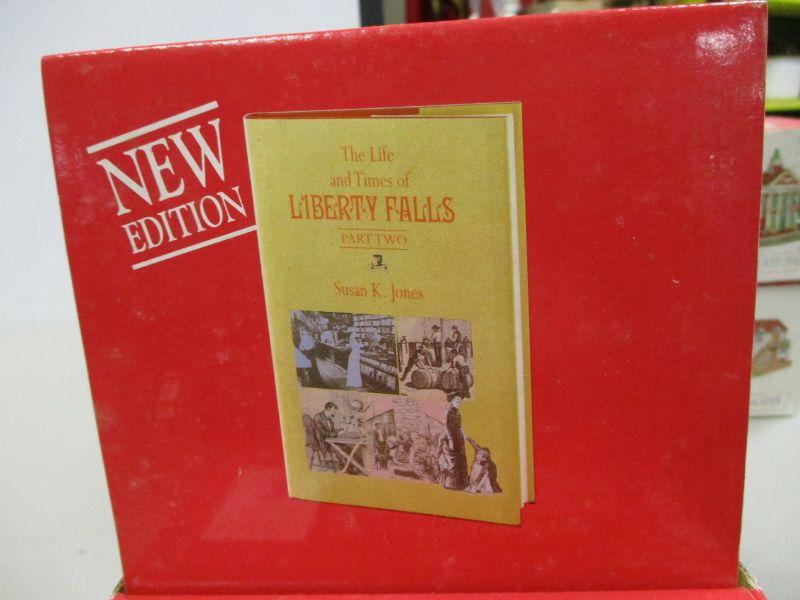 NEW
EDITION
The Life
and Times of
LIBERTY FALLS
PART TWO
Susan K. Jones